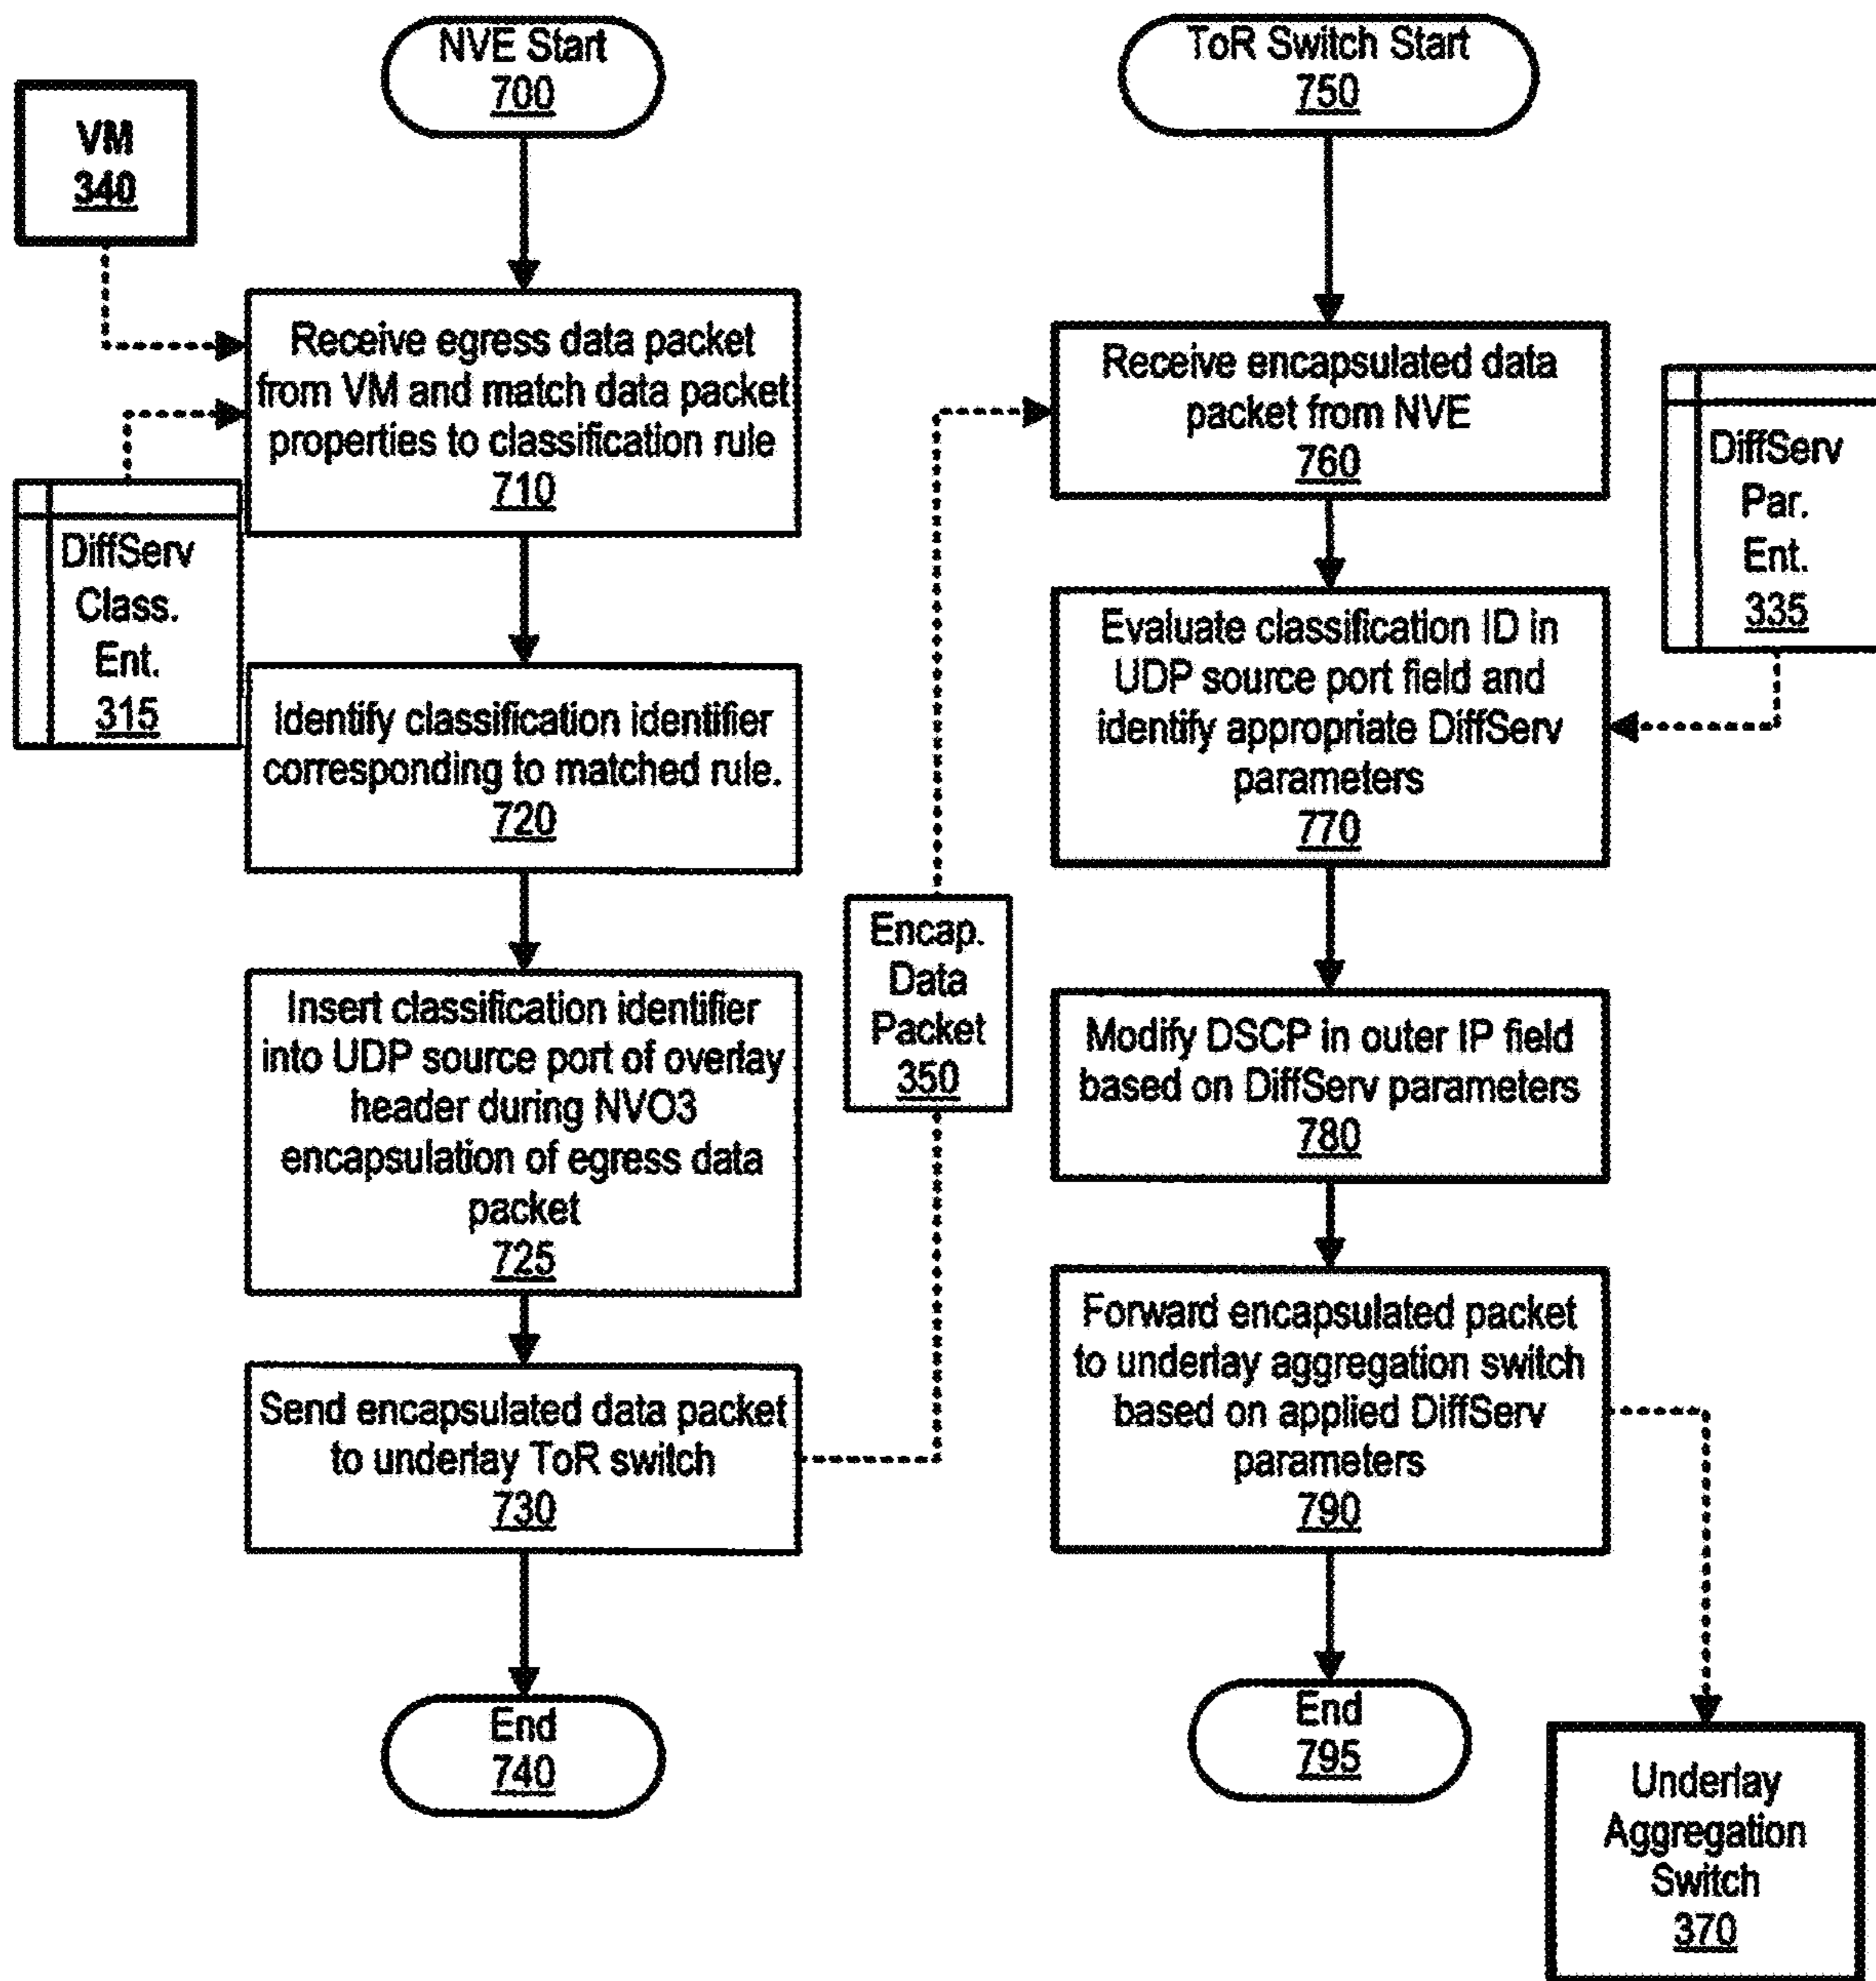 NVE Start
700
VM
340
Receive egress data packet
from VM and match data packet
properties to classification rule
710
DiffServ
Class.
Ent.
315
Identify classification identifier
corresponding to matched rule.
720
Insert classification identifier
into UDP source port of overlay
header during NVO3
encapsulation of egress data
packet
725
Send encapsulated data packet
to underlay ToR switch
730
End
740
Encap.
Data
Packet
350
ToR Switch Start
750
Receive encapsulated data
packet from NVE
760
DiffServ
Par.
Ent.
335
Evaluate classification ID in
UDP source port field and
identify appropriate DiffServ
parameters
770
Modify DSCP in outer IP field
based on DiffServ parameters
780
Forward encapsulated packet
to underlay aggregation switch
based on applied DiffServ
parameters
790
End
795
Underlay
Aggregation
Switch
370